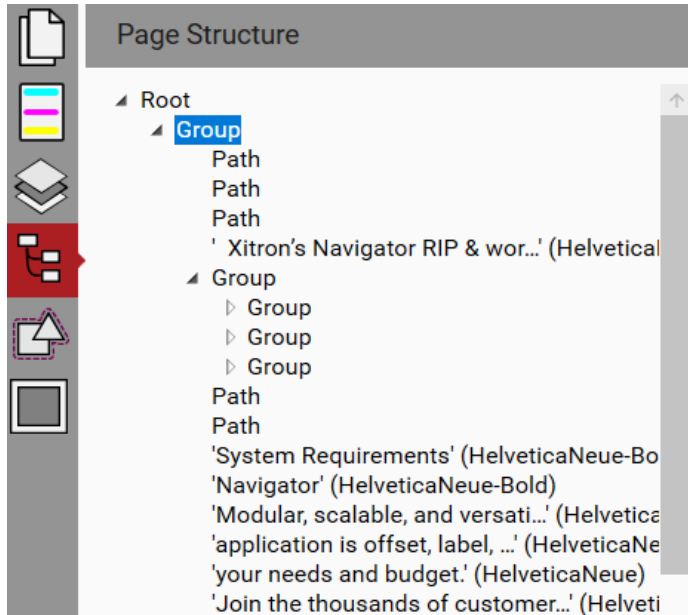 Page Structure
Root
Group
Path
Path
Path
' Xitron’s Navigator RIP & wor...' (Helvetica
Group
Group
Group
Group
Path
Path
'System Requirements' (HelveticaNeue-Bo
'Navigator' (HelveticaNeue-Bold)
'Modular, scalable, and versati...' (Helvetica
'application is offset, label, ...' (HelveticaNe
'your needs and budget.' (HelveticaNeue)
'Join the thousands of customer...' (Helveti